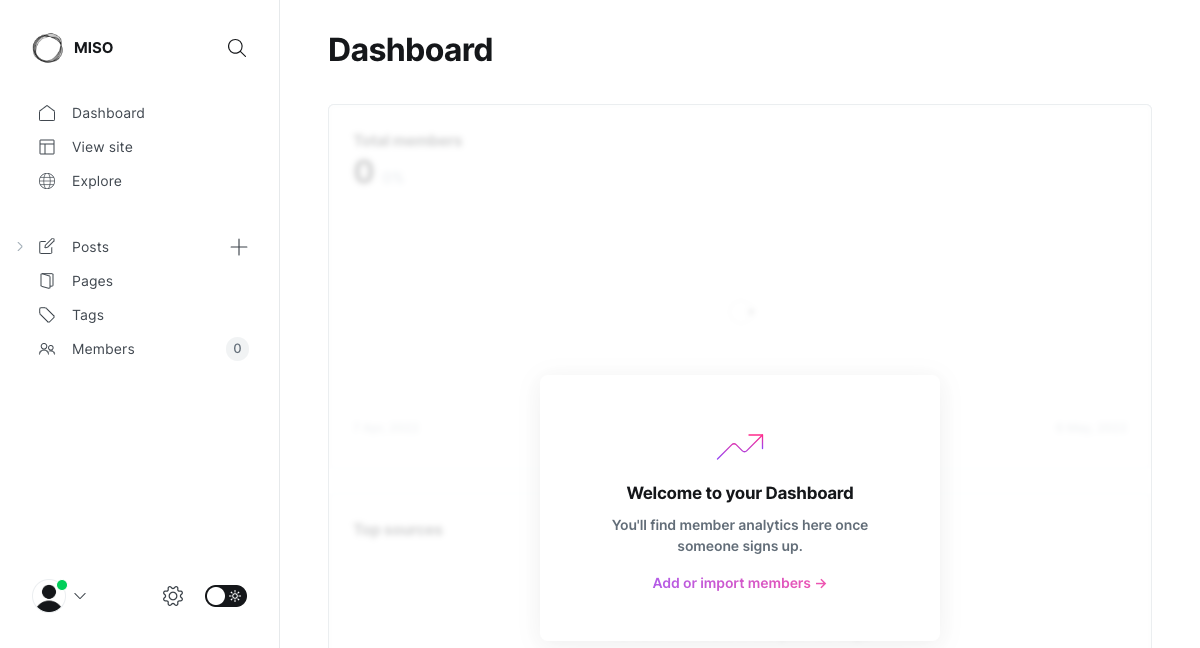 MISO
Dashboard
View site
Explore
Posts
Pages
Tags
Members
0
Dashboard
Total members
0
Top sources
Welcome to your Dashboard
You'll find member analytics here once
someone signs up.
Add or import members →